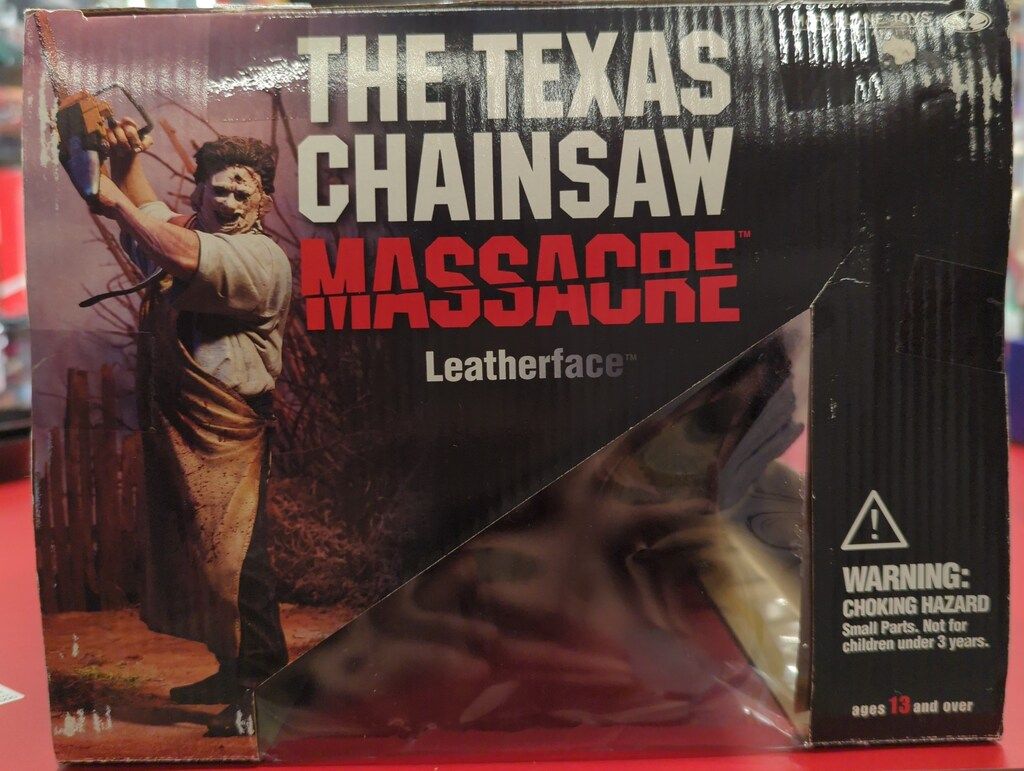 THE TEXAS
CHAINSAW
MASSACRE™
Leatherface™
WARNING:
CHOKING HAZARD
Small Parts. Not for
children under 3 years.
ages 13 and over